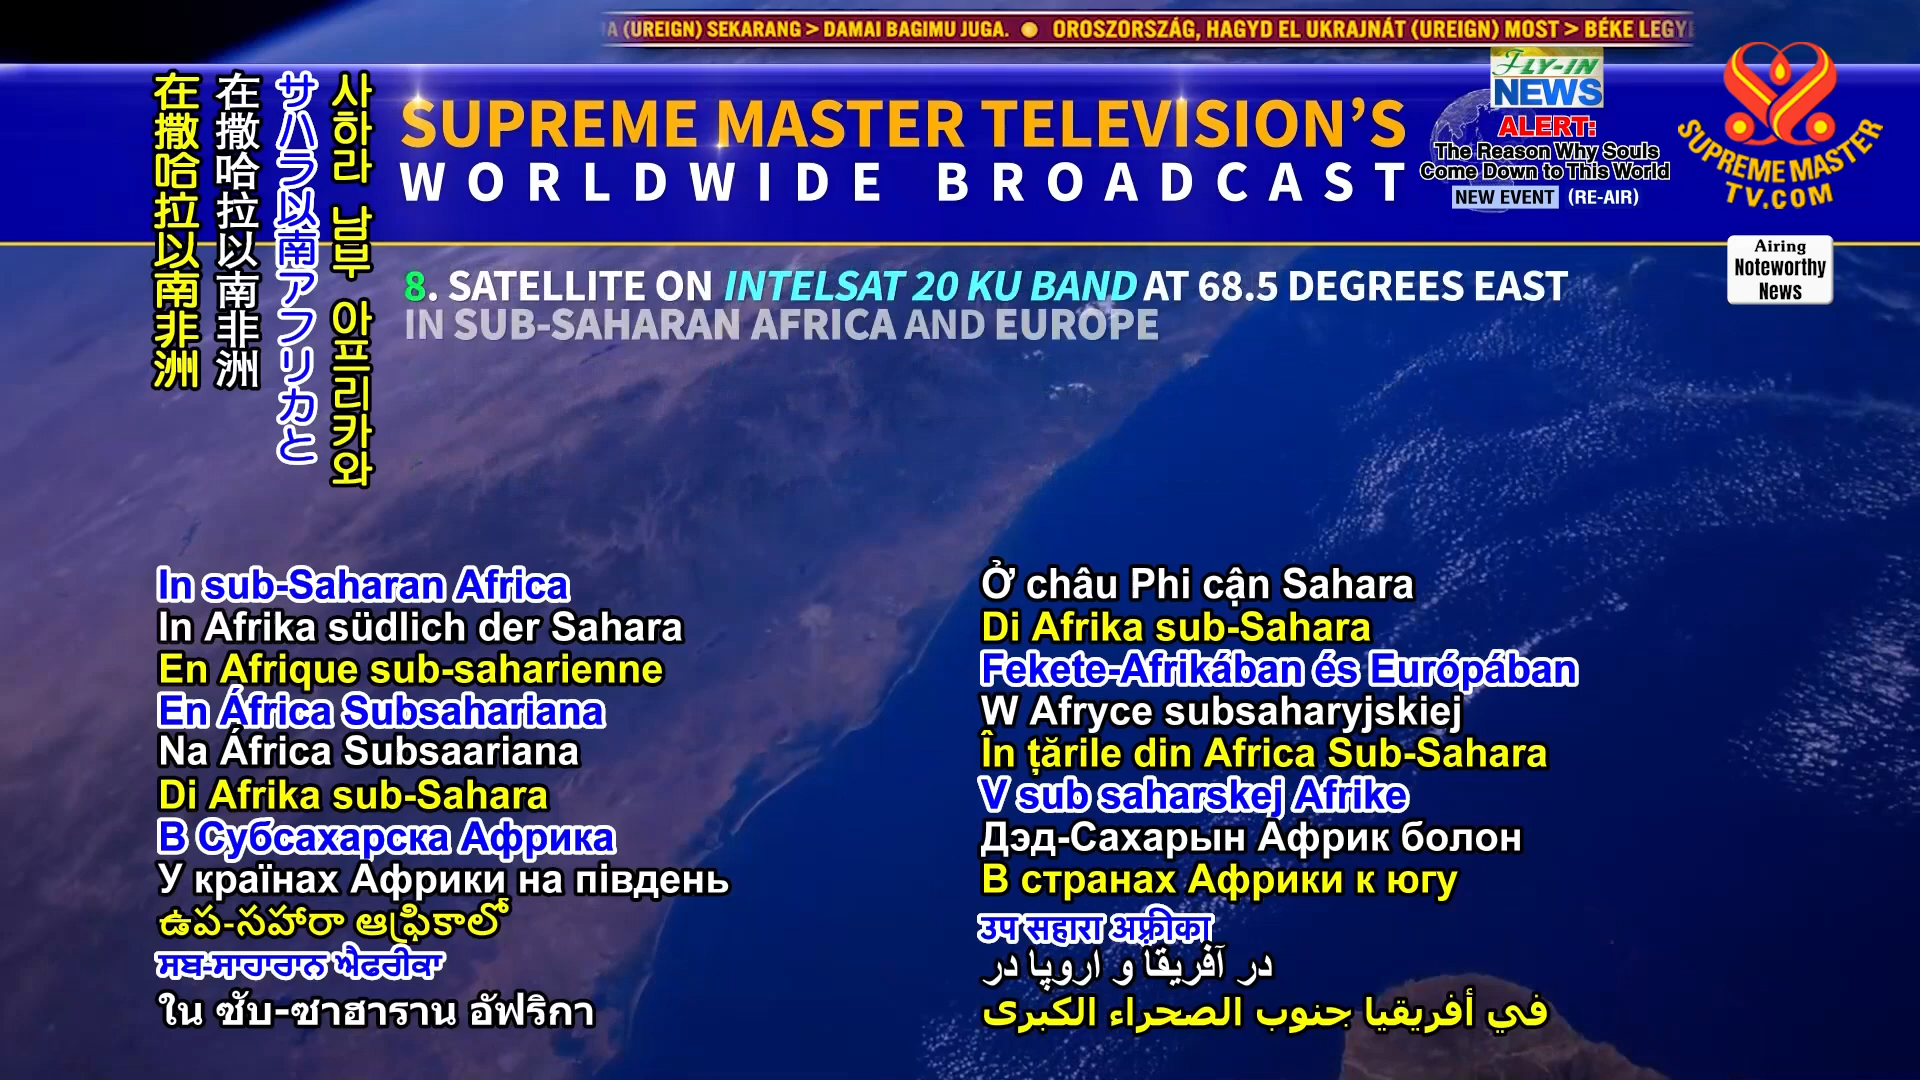 A (UREIGN) SEKARANG > DAMAI BAGIMU JUGA. OROSZORSZÁG, HAGYD EL UKRAJNÁT (UREIGN) MOST > BÉKE LEGY
在撒哈拉以南非洲
在撒哈拉以南非洲
サハラ以南アフリカと
사하라 남부 아프리카와
SUPREME MASTER TELEVISION'S
WORLDWIDE BROADCAST
FLY-IN
NEWS
ALERT:
The Reason Why Souls
Come Down to This World
NEW EVENT (RE-AIR)
SUPREME MASTER
TV.COM
Airing
Noteworthy
News
8. SATELLITE ON INTELSAT 20 KU BAND AT 68.5 DEGREES EAST
IN SUB-SAHARAN AFRICA AND EUROPE
In sub-Saharan Africa
In Afrika südlich der Sahara
En Afrique sub-saharienne
En África Subsahariana
Na África Subsaariana
Di Afrika sub-Sahara
В Субсахарска Африка
У країнах Африки на південь
ఉప-సహారా ఆఫ్రికాలో
ਸਬ-ਸਾਹਾਰਾਨ ਐਫਰੀਕਾ
ใน ซับ-ซาฮาราน อัฟริกา
Ở châu Phi cận Sahara
Di Afrika sub-Sahara
Fekete-Afrikában és Európában
W Afryce subsaharyjskiej
În țările din Africa Sub-Sahara
V sub saharskej Afrike
Дэд-Сахарын Африк болон
В странах Африки к югу
उप सहारा अफ़्रीका
در آفریقا و اروپا در
في أفريقيا جنوب الصحراء الكبرى